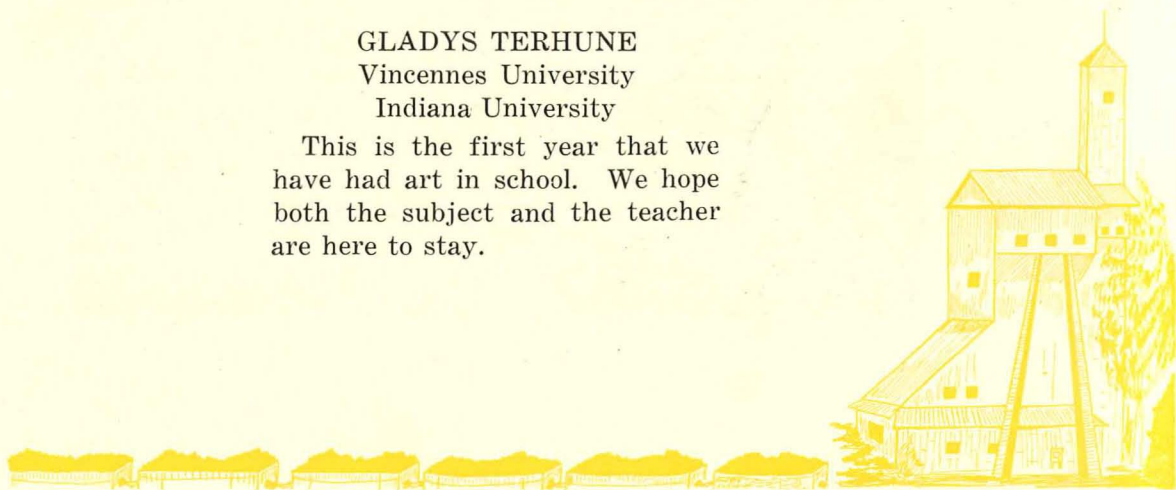 GLADYS TERHUNE
Vincennes University
Indiana University
This is the first year that we
have had art in school. We hope
both the subject and the teacher
are here to stay.